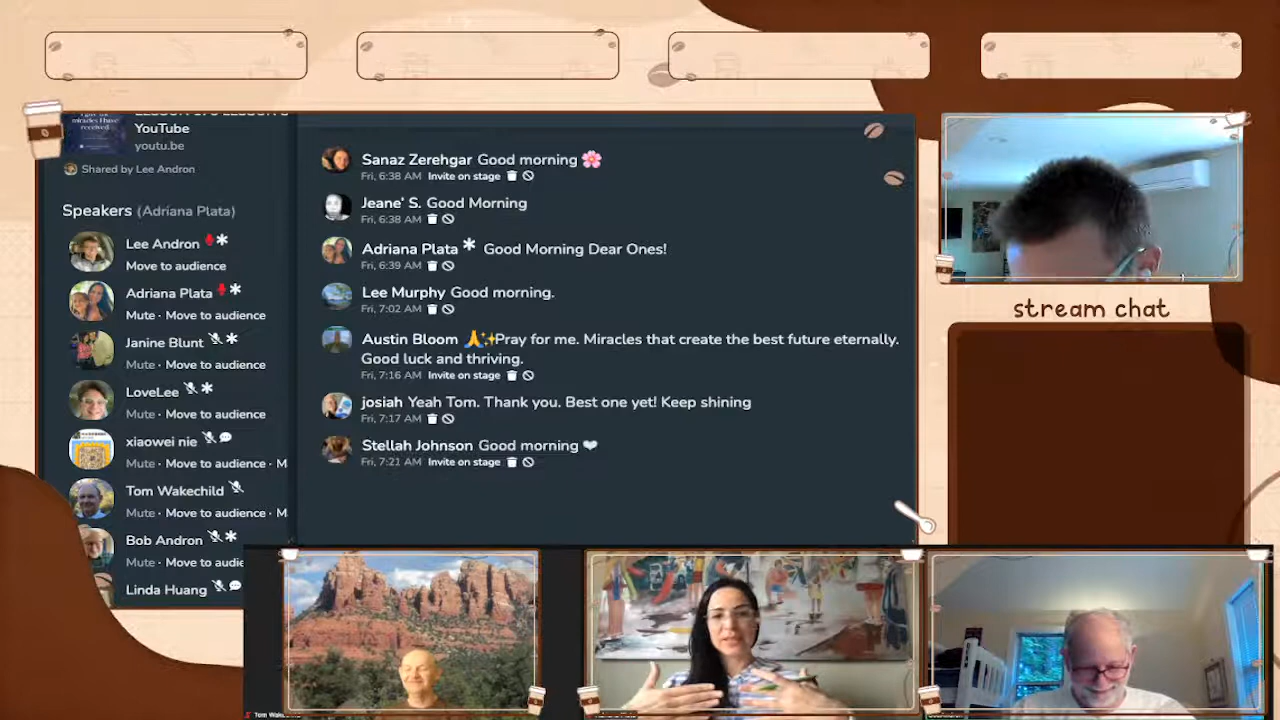 miracles I have
received
YouTube
youtu.be
Shared by Lee Andron
Speakers (Adriana Plata)
Lee Andron
Move to audience
Adriana Plata
Mute · Move to audience
Janine Blunt
Mute · Move to audience
LoveLee
Mute · Move to audience
xiaowei nie
Mute · Move to audience · M
Tom Wakechild
Mute · Move to audience · M
Bob Andron
Mute · Move to audie
Linda Huang
Sanaz Zerehgar Good morning 🌸
Fri, 6:38 AM Invite on stage
Jeane' S. Good Morning
Fri, 6:38 AM
Adriana Plata * Good Morning Dear Ones!
Fri, 6:39 AM
Lee Murphy Good morning.
Fri, 7:02 AM
Austin Bloom 🙏✨Pray for me. Miracles that create the best future eternally.
Good luck and thriving.
Fri, 7:16 AM Invite on stage
josiah Yeah Tom. Thank you. Best one yet! Keep shining
Fri, 7:17 AM
Stellah Johnson Good morning ❤
Fri, 7:21 AM Invite on stage
stream chat